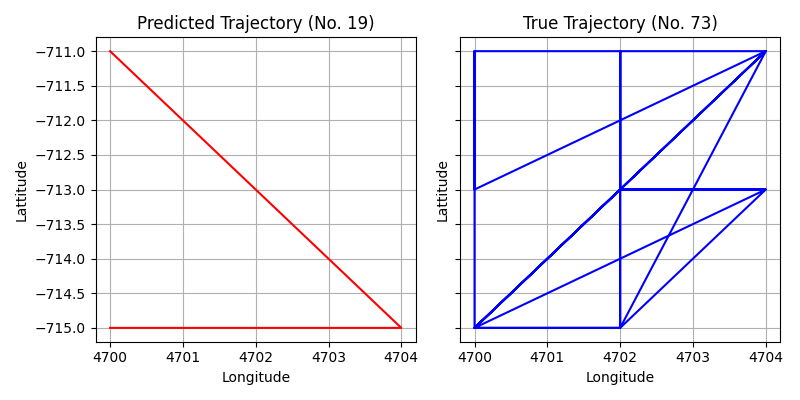 Predicted Trajectory (No. 19)
True Trajectory (No. 73)
Lattitude
−711.0
−711.5
−712.0
−712.5
−713.0
−713.5
−714.0
−714.5
−715.0
4700 4701 4702 4703 4704
Longitude
Lattitude
4700 4701 4702 4703 4704
Longitude